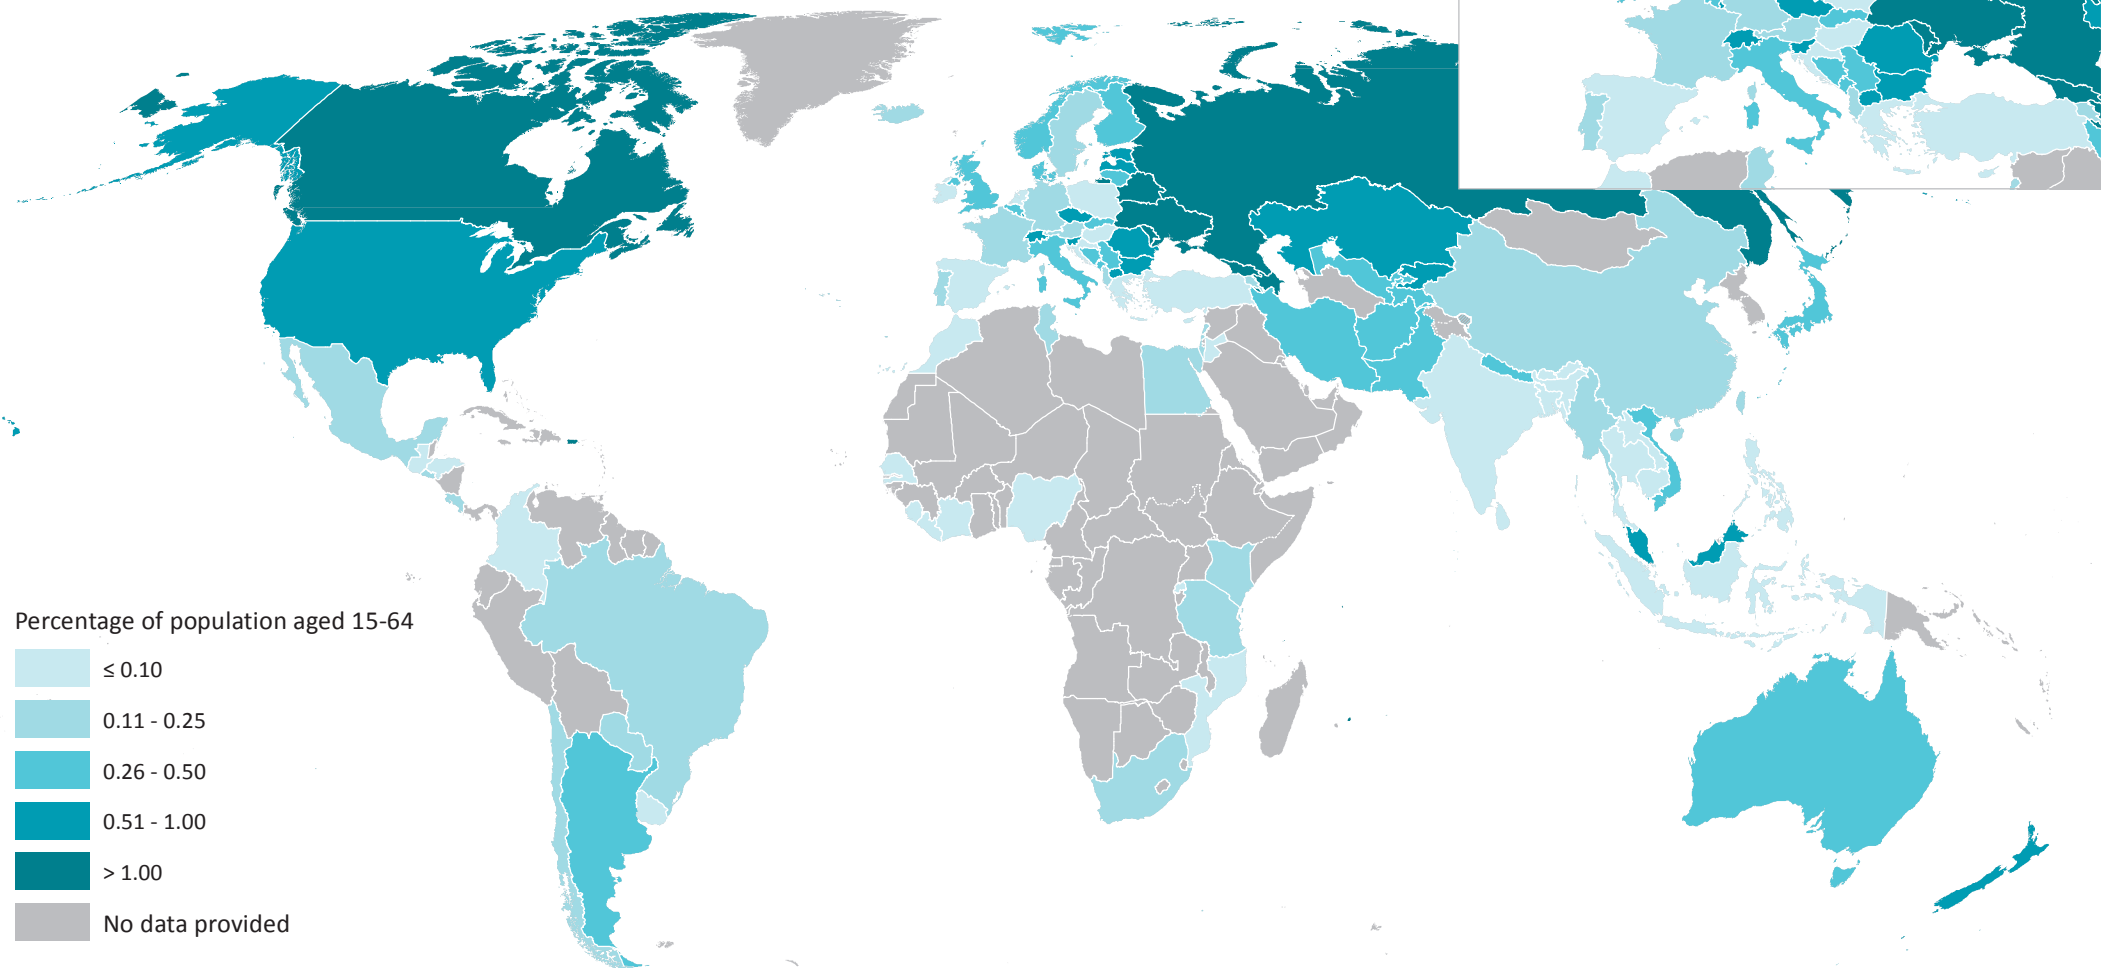 Percentage of population aged 15-64
≤ 0.10
0.11 - 0.25
0.26 - 0.50
0.51 - 1.00
> 1.00
No data provided